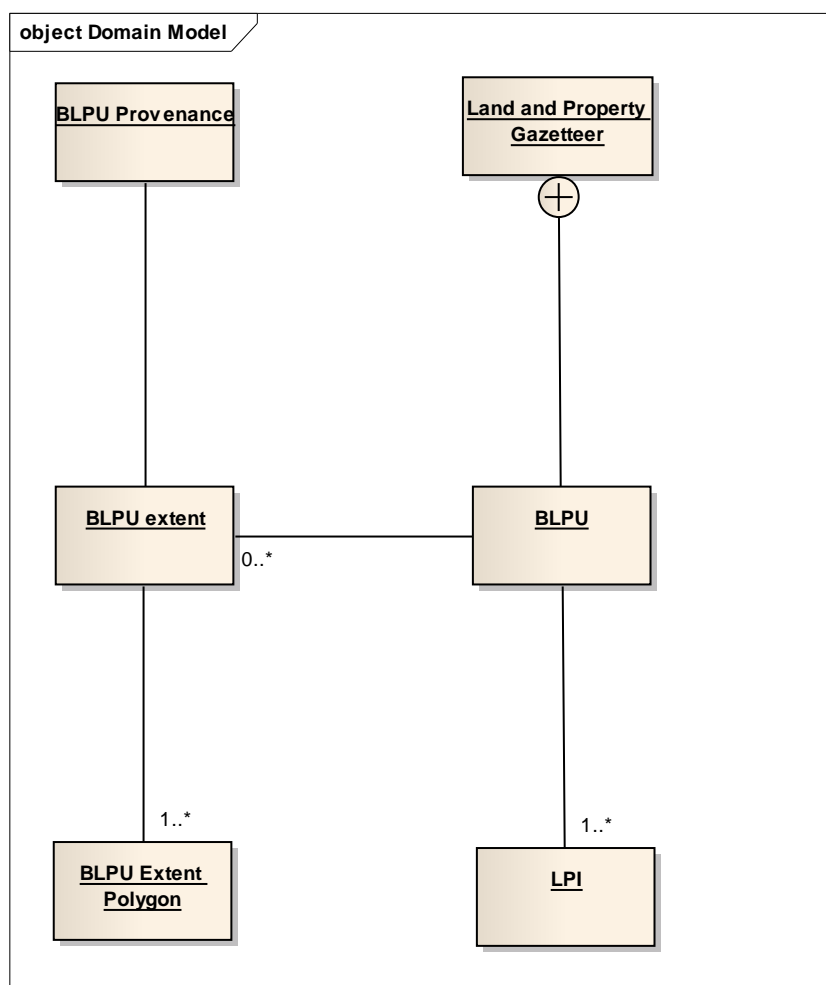 object Domain Model
BLPU Provenance
Land and Property
Gazetteer
BLPU extent
0..*
BLPU
1..*
BLPU Extent
Polygon
1..*
LPI